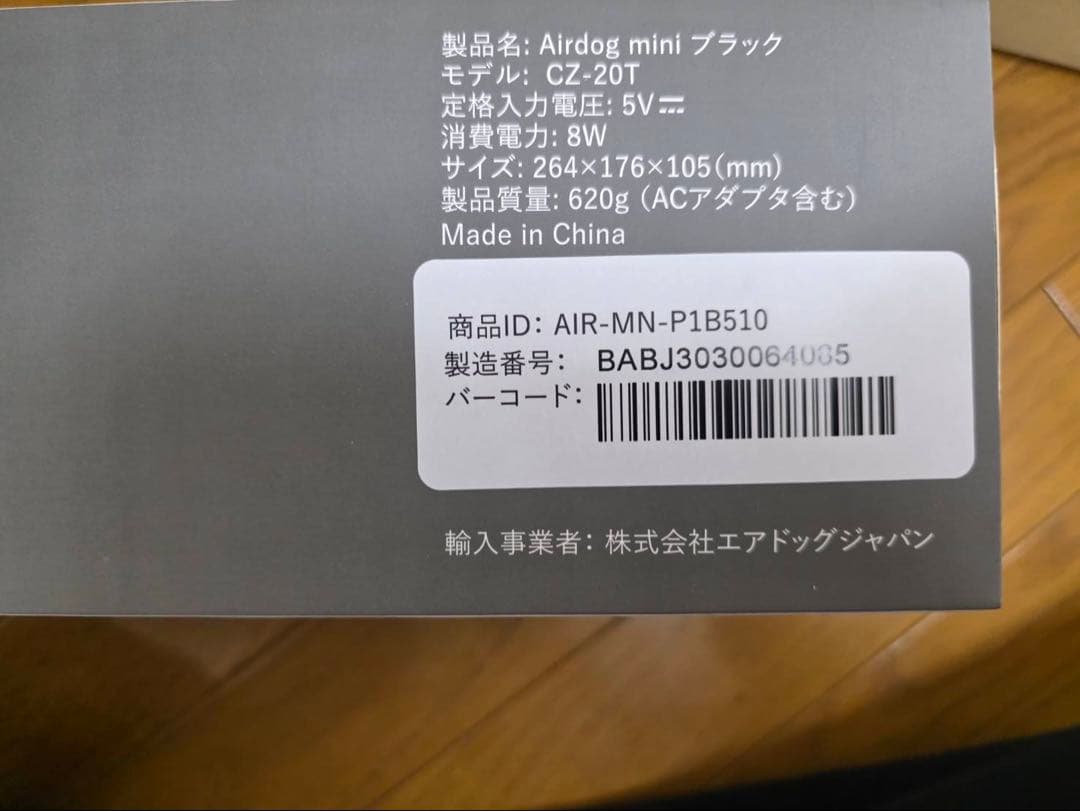 製品名: Airdog mini ブラック
モデル: CZ-20T
定格入力電圧: 5V⎓
消費電力: 8W
サイズ: 264×176×105(mm)
製品質量: 620g (ACアダプタ含む)
Made in China
商品ID: AIR-MN-P1B510
製造番号: BABJ3030064085
バーコード:
輸入事業者: 株式会社エアドッグジャパン